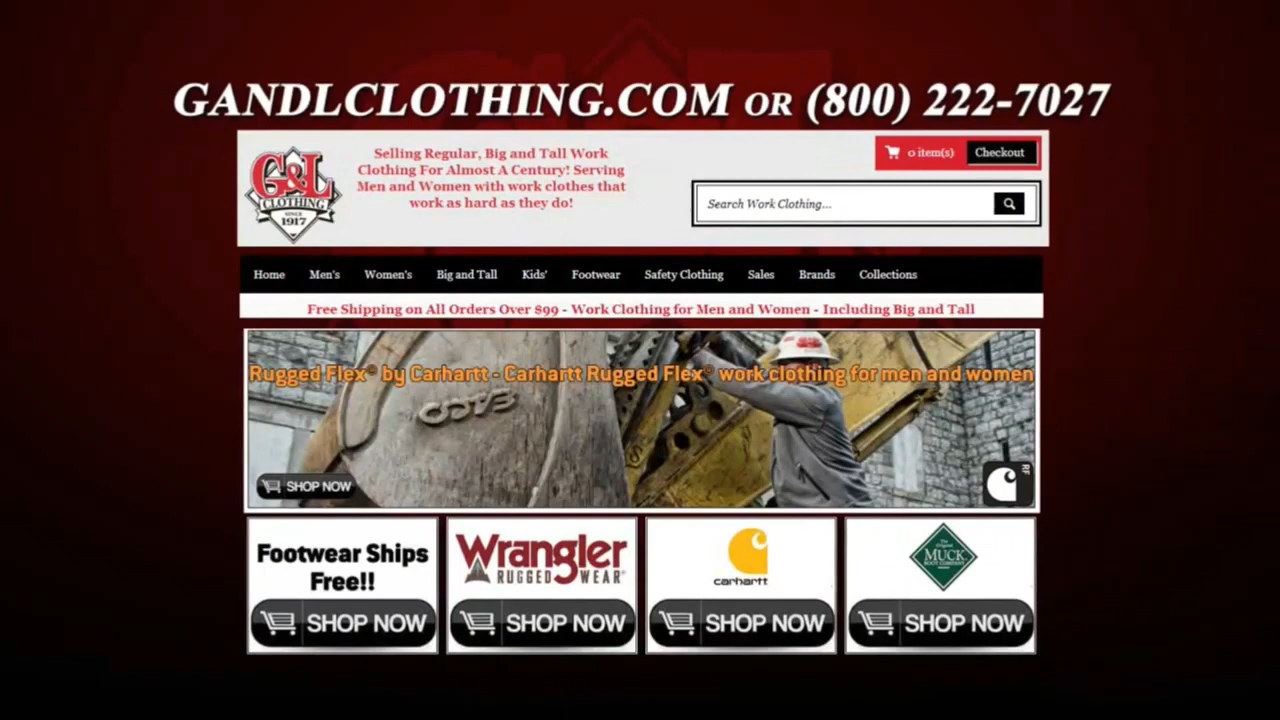 GANDLCLOTHING.COM OR (800) 222-7027
G&L
CLOTHING
SINCE
1917
Selling Regular, Big and Tall Work
Clothing For Almost A Century! Serving
Men and Women with work clothes that
work as hard as they do!
0 item(s) Checkout
Search Work Clothing...
Home Men's Women's Big and Tall Kids' Footwear Safety Clothing Sales Brands Collections
Free Shipping on All Orders Over $99 - Work Clothing for Men and Women - Including Big and Tall
Rugged Flex® by Carhartt - Carhartt Rugged Flex® work clothing for men and women
SHOP NOW
RF
Footwear Ships
Free!!
SHOP NOW
Wrangler
RUGGED WEAR®
SHOP NOW
carhartt
SHOP NOW
The
Original
MUCK
BOOT COMPANY
SHOP NOW